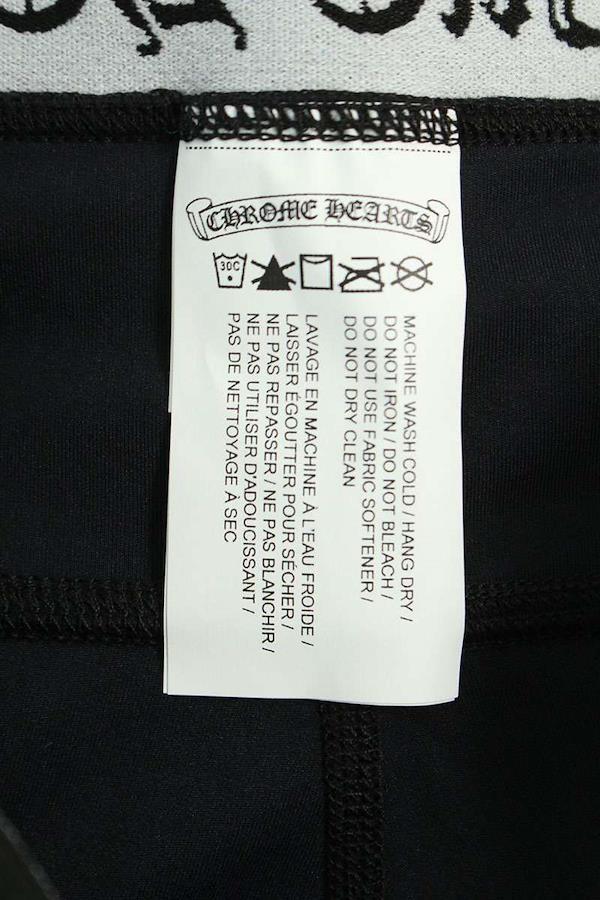 CHROME HEARTS
30C
MACHINE WASH COLD / HANG DRY /
DO NOT IRON / DO NOT BLEACH /
DO NOT USE FABRIC SOFTENER /
DO NOT DRY CLEAN
LAVAGE EN MACHINE À L'EAU FROIDE /
LAISSER ÉGOUTTER POUR SÉCHER /
NE PAS REPASSER / NE PAS BLANCHIR /
NE PAS UTILISER D'ADOUCISSANT /
PAS DE NETTOYAGE À SEC